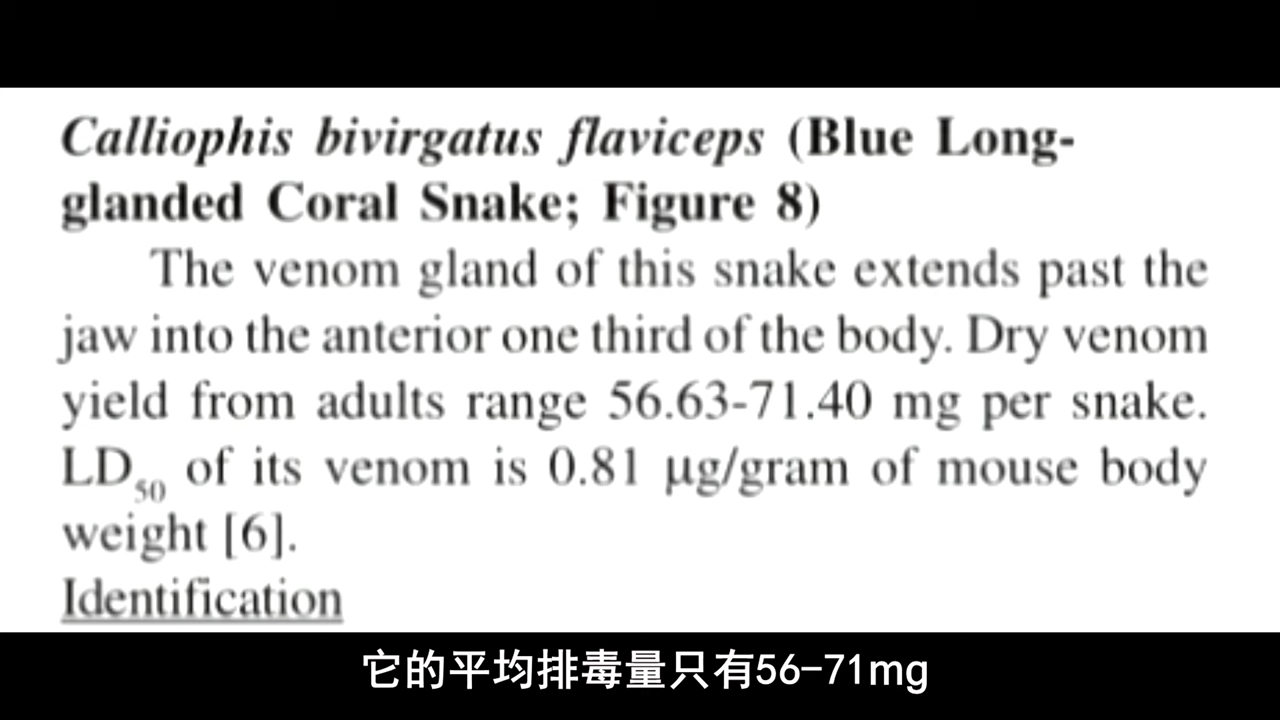 Calliophis bivirgatus flaviceps (Blue Long-
glanded Coral Snake; Figure 8)
The venom gland of this snake extends past the
jaw into the anterior one third of the body. Dry venom
yield from adults range 56.63-71.40 mg per snake.
LD50 of its venom is 0.81 μg/gram of mouse body
weight [6].
Identification
它的平均排毒量只有56-71mg